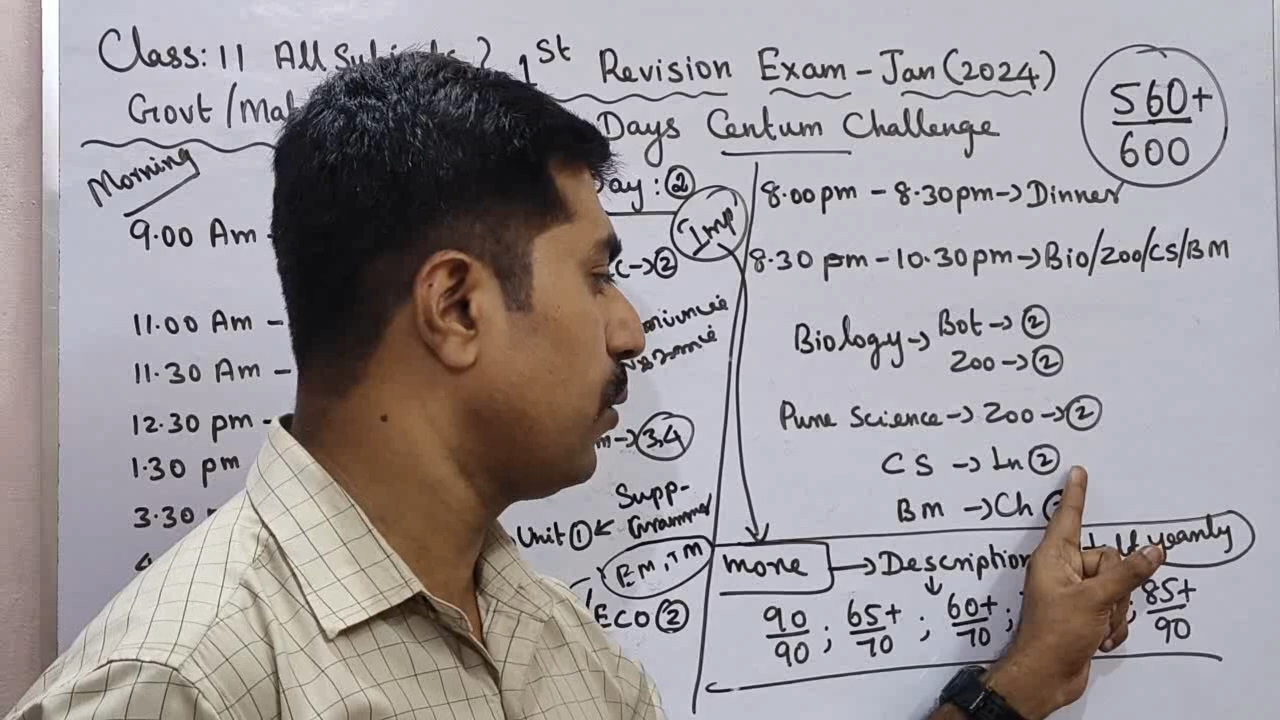 Class: 11 All Subjects ? 1st Revision Exam - Jan (2024)
Govt / Days Centum Challenge
560+
600
Morning
Day : 2
Imp
9.00 Am -
C → 2
11.00 Am -
11.30 Am -
12.30 pm -
m → 3,4
1.30 pm
3.30
4
Supp-
Unit 1 ← Grammar
EM, TM
ECO 2
8.00 pm - 8.30 pm → Dinner
8.30 pm - 10.30 pm → Bio/Zoo/CS/BM
Biology → Bot → 2
Zoo → 2
Pure Science → Zoo → 2
CS → Ln 2
BM → Ch
more → Description yearly
90/90 ; 65+/70 ; 60+/70 ; ; 85+/90